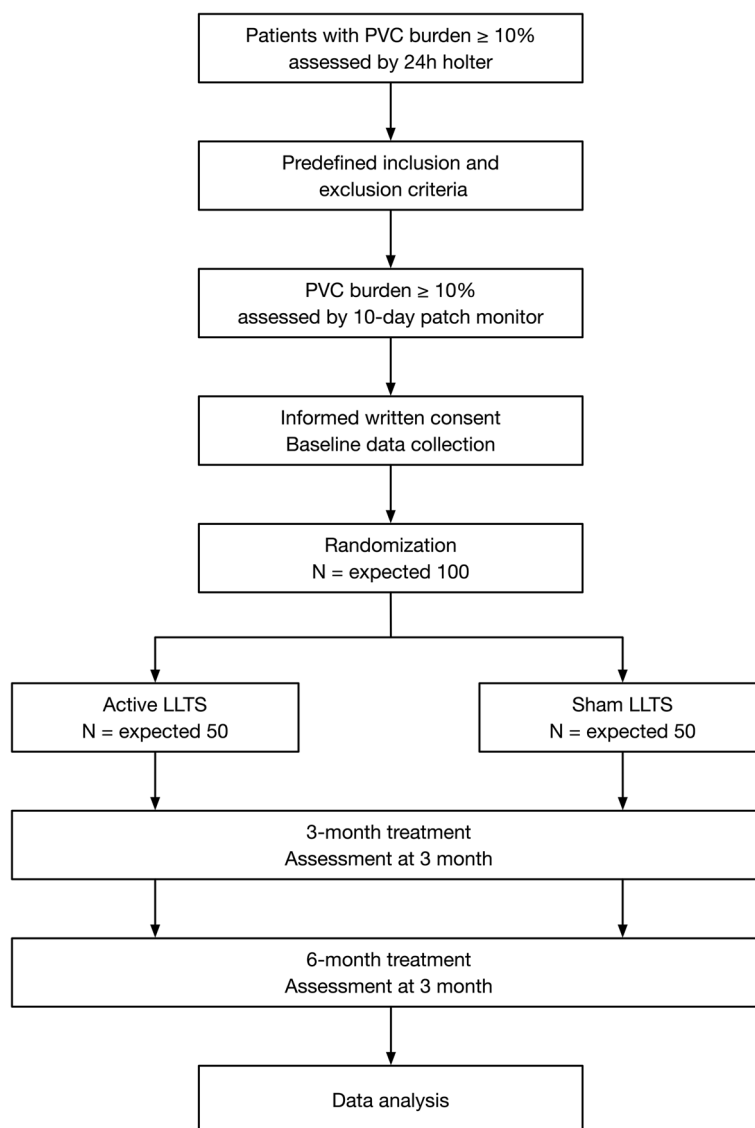 Patients with PVC burden ≥ 10%
assessed by 24h holter
Predefined inclusion and
exclusion criteria
PVC burden ≥ 10%
assessed by 10-day patch monitor
Informed written consent
Baseline data collection
Randomization
N = expected 100
Active LLTS
N = expected 50
Sham LLTS
N = expected 50
3-month treatment
Assessment at 3 month
6-month treatment
Assessment at 3 month
Data analysis